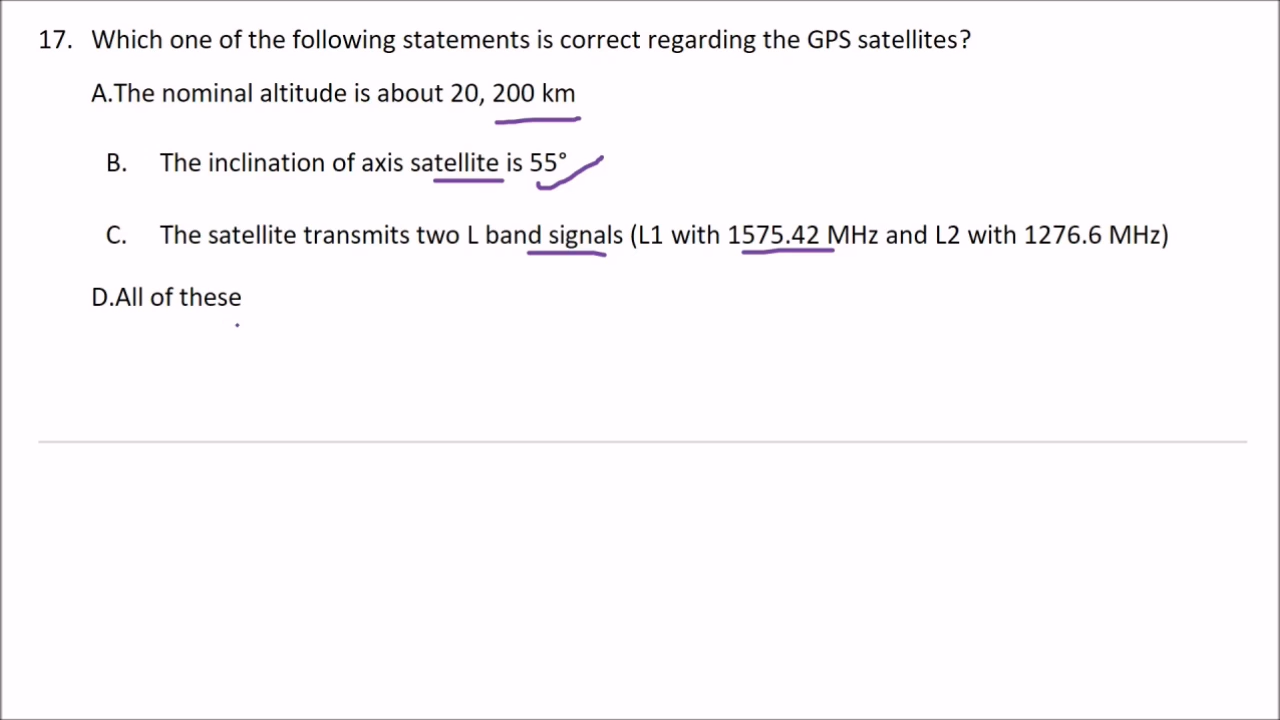 17. Which one of the following statements is correct regarding the GPS satellites?
A.The nominal altitude is about 20, 200 km
B. The inclination of axis satellite is 55°
C. The satellite transmits two L band signals (L1 with 1575.42 MHz and L2 with 1276.6 MHz)
D.All of these